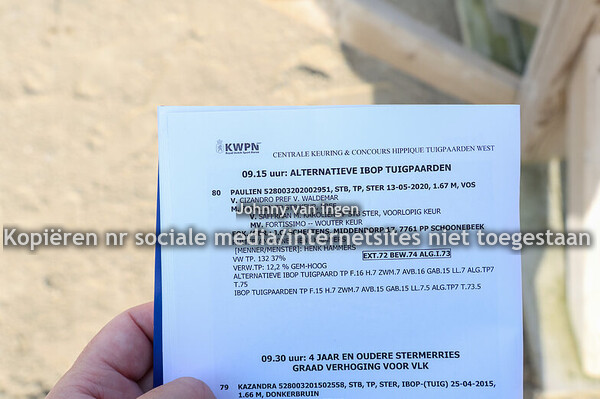 KWPN
CENTRALE KEURING & CONCOURS HIPPIQUE TUIGPAARDEN WEST
09.15 uur: ALTERNATIEVE IBOP TUIGPAARDEN
80 PAULIEN 528003202002951, STB, TP, STER 13-05-2020, 1.67 M, VOS
V. CIZANDRO PREF V. WALDEMAR
Johnny van ingen
STER, VOORLOPIG KEUR
MV. FORTISSIMO -- WOUTER KEUR
MIDDENDORP 17, 7761 PP SCHOONEBEEK
Kopiëren nr sociale media/internetsites niet toegestaan
[MENNER/MENSTER] HENK HAMMERS
VW TP. 132 37% EXT.72 BEW.74 ALG.I.73
VERW.TP: 12,2 % GEM-HOOG
ALTERNATIEVE IBOP TUIGPAARD TP F.16 H.7 ZWM.7 AVB.16 GAB.15 LL.7 ALG.TP7
T.75
IBOP TUIGPAARDEN TP F.15 H.7 ZWM.7 AVB.15 GAB.15 LL.7.5 ALG.TP7 T.73.5
09.30 uur: 4 JAAR EN OUDERE STERMERRIES
GRAAD VERHOGING VOOR VLK
79 KAZANDRA 528003201502558, STB, TP, STER, IBOP-(TUIG) 25-04-2015,
1.66 M, DONKERBRUIN